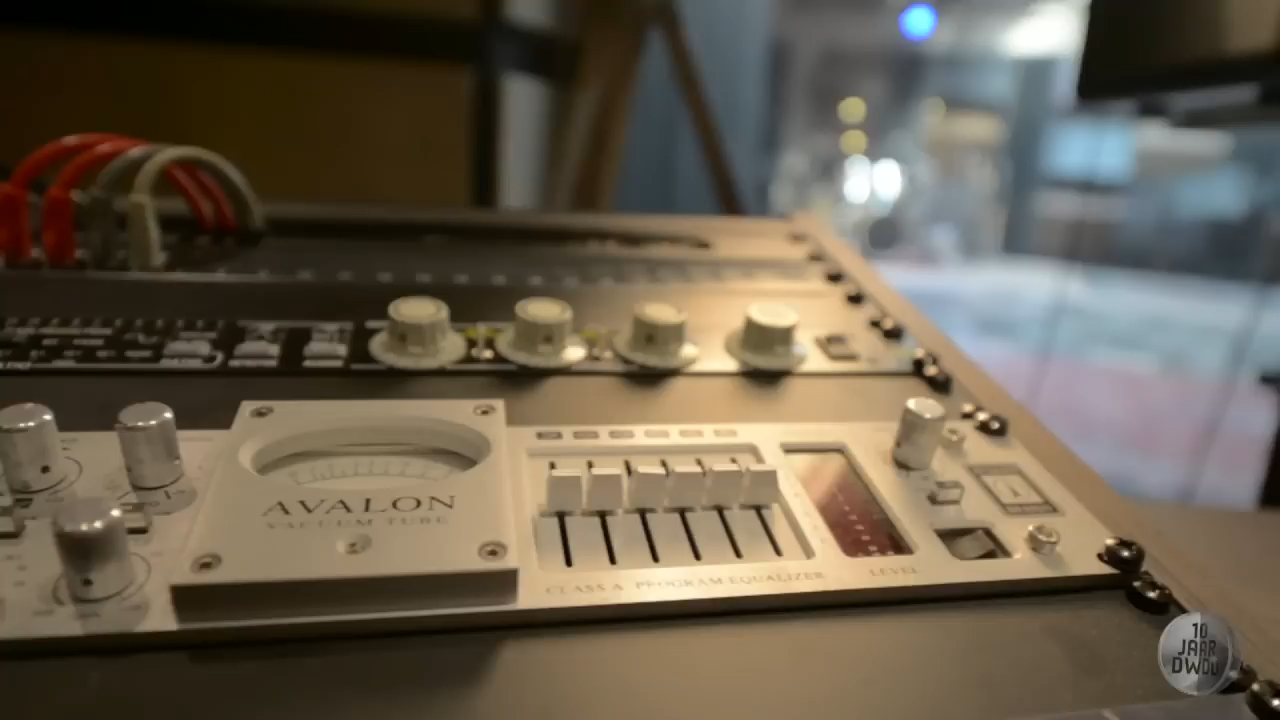 AVALON
VACUUM TUBE
CLASS A PROGRAM EQUALIZER
LEVEL
10
JAAR
DWDD